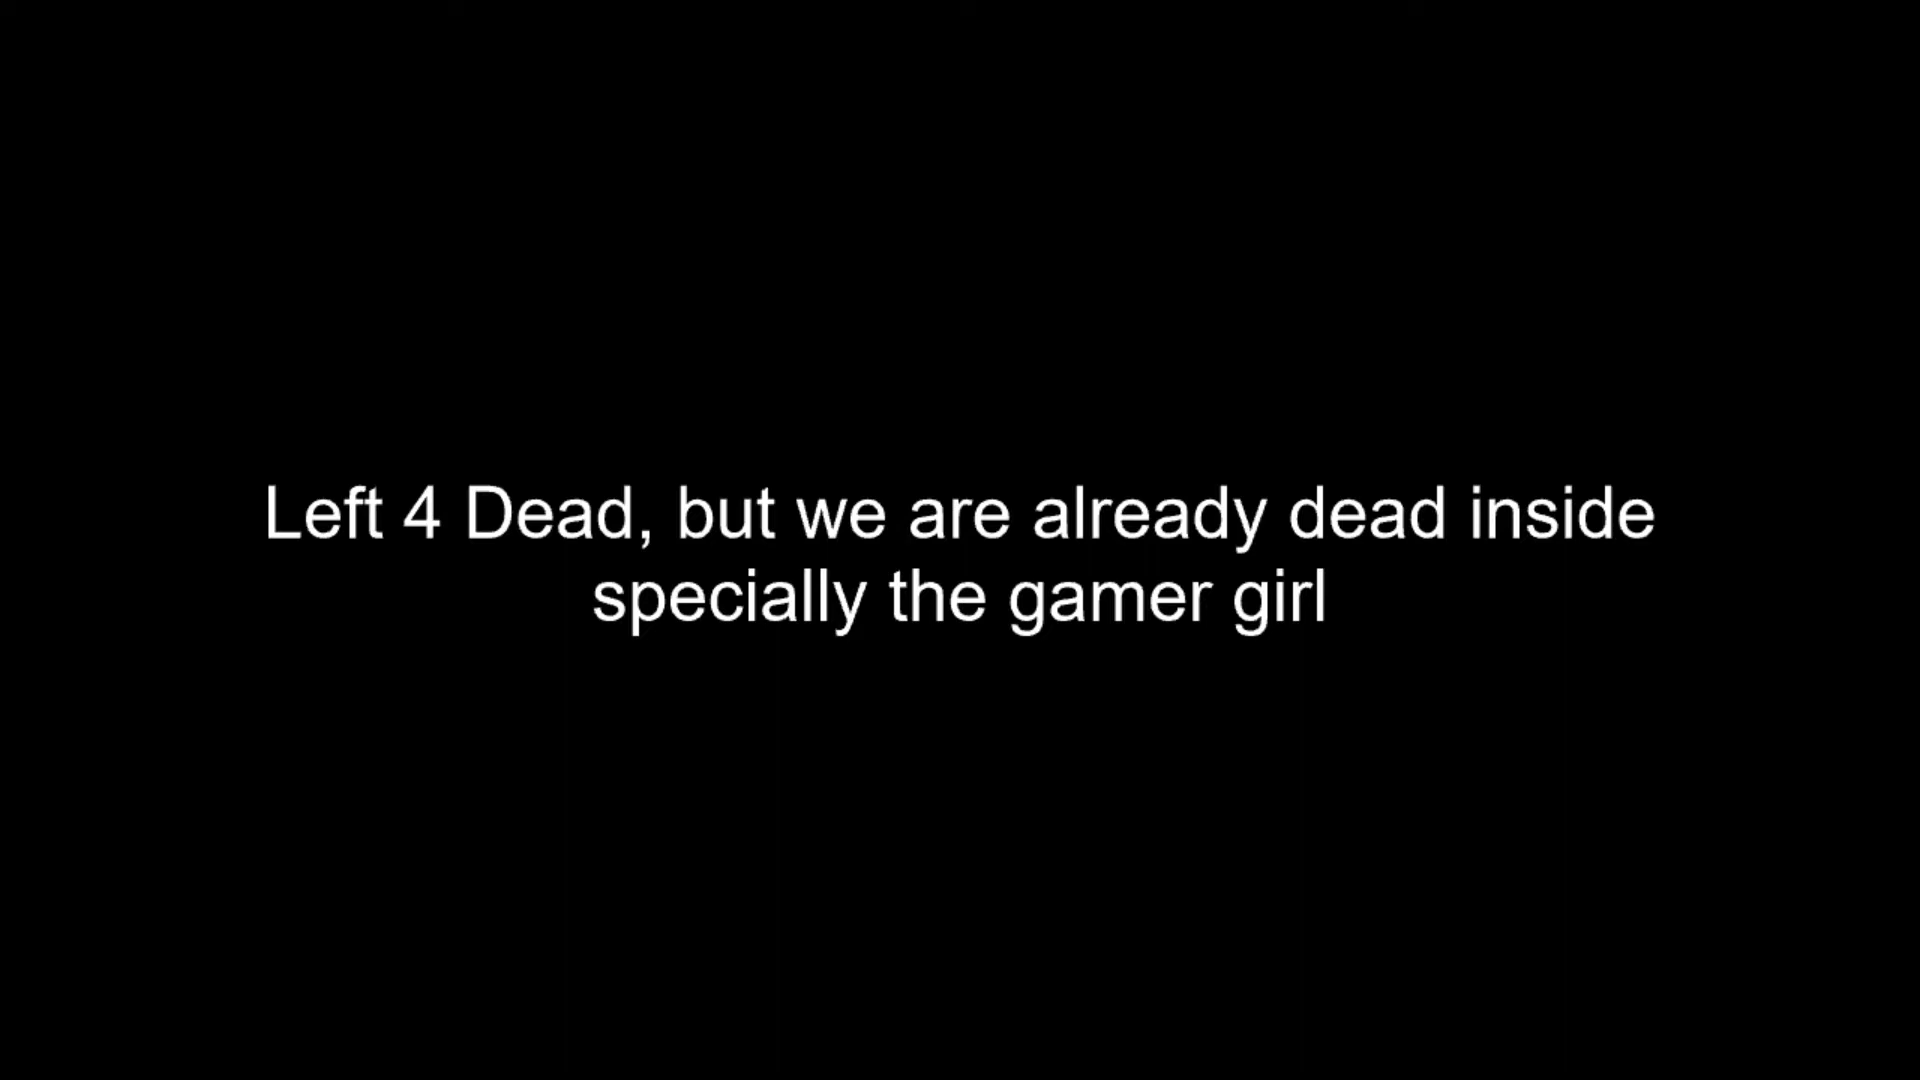 Left 4 Dead, but we are already dead inside
specially the gamer girl